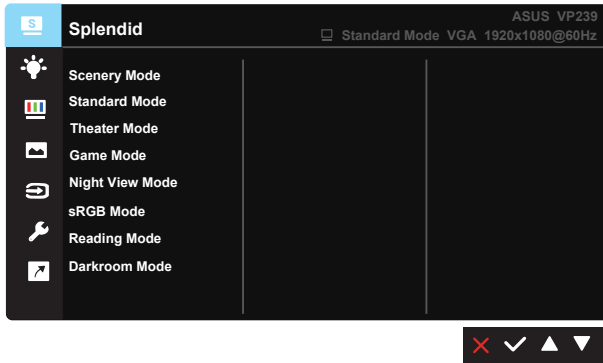 S
Splendid
ASUS VP239
Standard Mode VGA 1920x1080@60Hz
Scenery Mode
Standard Mode
Theater Mode
Game Mode
Night View Mode
sRGB Mode
Reading Mode
Darkroom Mode